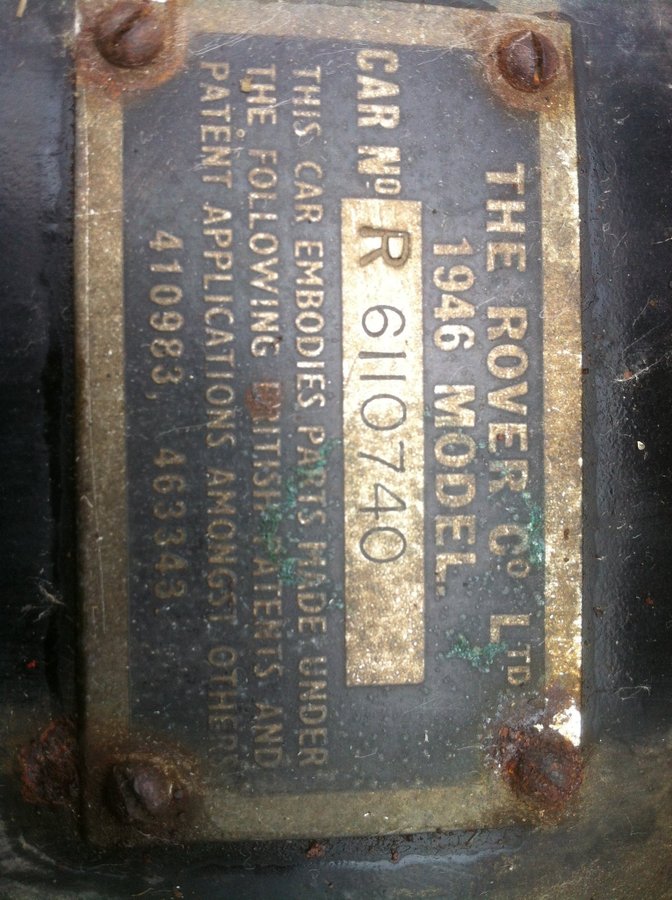 THE ROVER Co LTD
1946 MODEL.
CAR No R 6110740
THIS CAR EMBODIES PARTS MADE UNDER
THE FOLLOWING BRITISH PATENTS AND
PATENT APPLICATIONS AMONGST OTHERS
410983, 463343